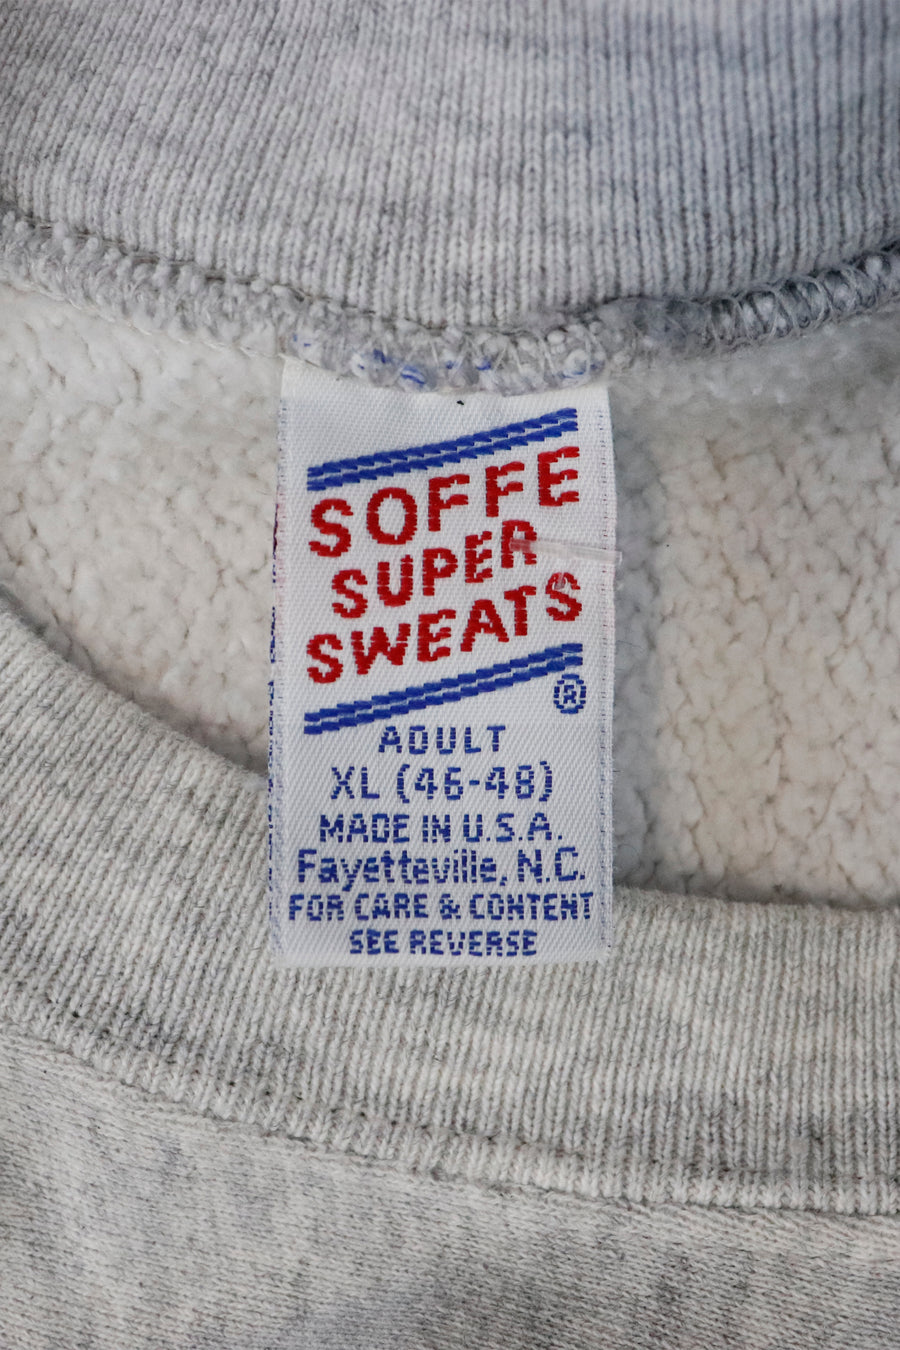 SOFFE
SUPER
SWEATS
®
ADULT
XL (46-48)
MADE IN U.S.A.
Fayetteville, N.C.
FOR CARE & CONTENT
SEE REVERSE